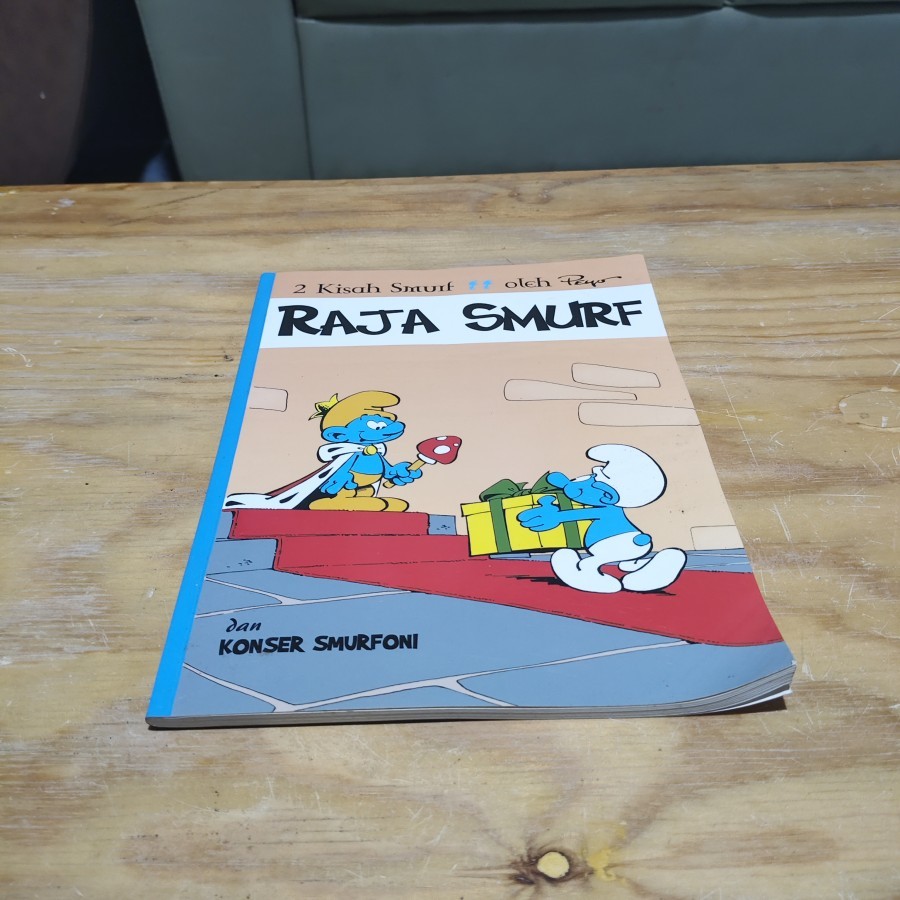 2 Kisah Smurf oleh Peyo
RAJA SMURF
dan
KONSER SMURFONI